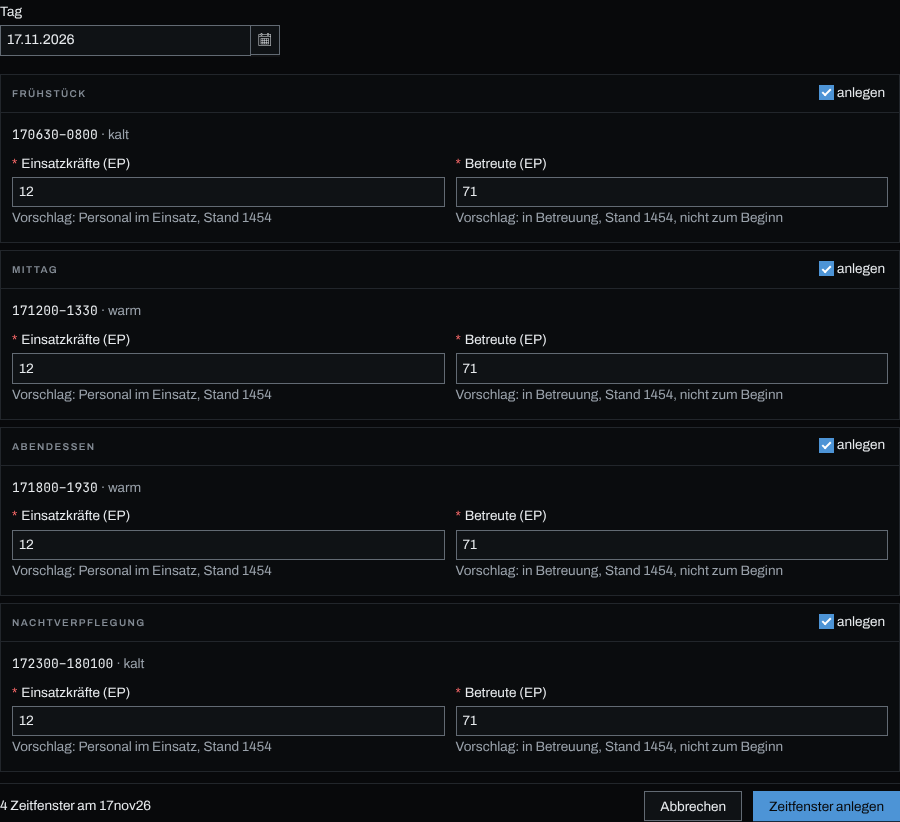 Tag
17.11.2026
FRÜHSTÜCK
anlegen
170630–0800 · kalt
* Einsatzkräfte (EP)
* Betreute (EP)
12
71
Vorschlag: Personal im Einsatz, Stand 1454
Vorschlag: in Betreuung, Stand 1454, nicht zum Beginn
MITTAG
anlegen
171200–1330 · warm
* Einsatzkräfte (EP)
* Betreute (EP)
12
71
Vorschlag: Personal im Einsatz, Stand 1454
Vorschlag: in Betreuung, Stand 1454, nicht zum Beginn
ABENDESSEN
anlegen
171800–1930 · warm
* Einsatzkräfte (EP)
* Betreute (EP)
12
71
Vorschlag: Personal im Einsatz, Stand 1454
Vorschlag: in Betreuung, Stand 1454, nicht zum Beginn
NACHTVERPFLEGUNG
anlegen
172300–180100 · kalt
* Einsatzkräfte (EP)
* Betreute (EP)
12
71
Vorschlag: Personal im Einsatz, Stand 1454
Vorschlag: in Betreuung, Stand 1454, nicht zum Beginn
4 Zeitfenster am 17nov26
Abbrechen
Zeitfenster anlegen